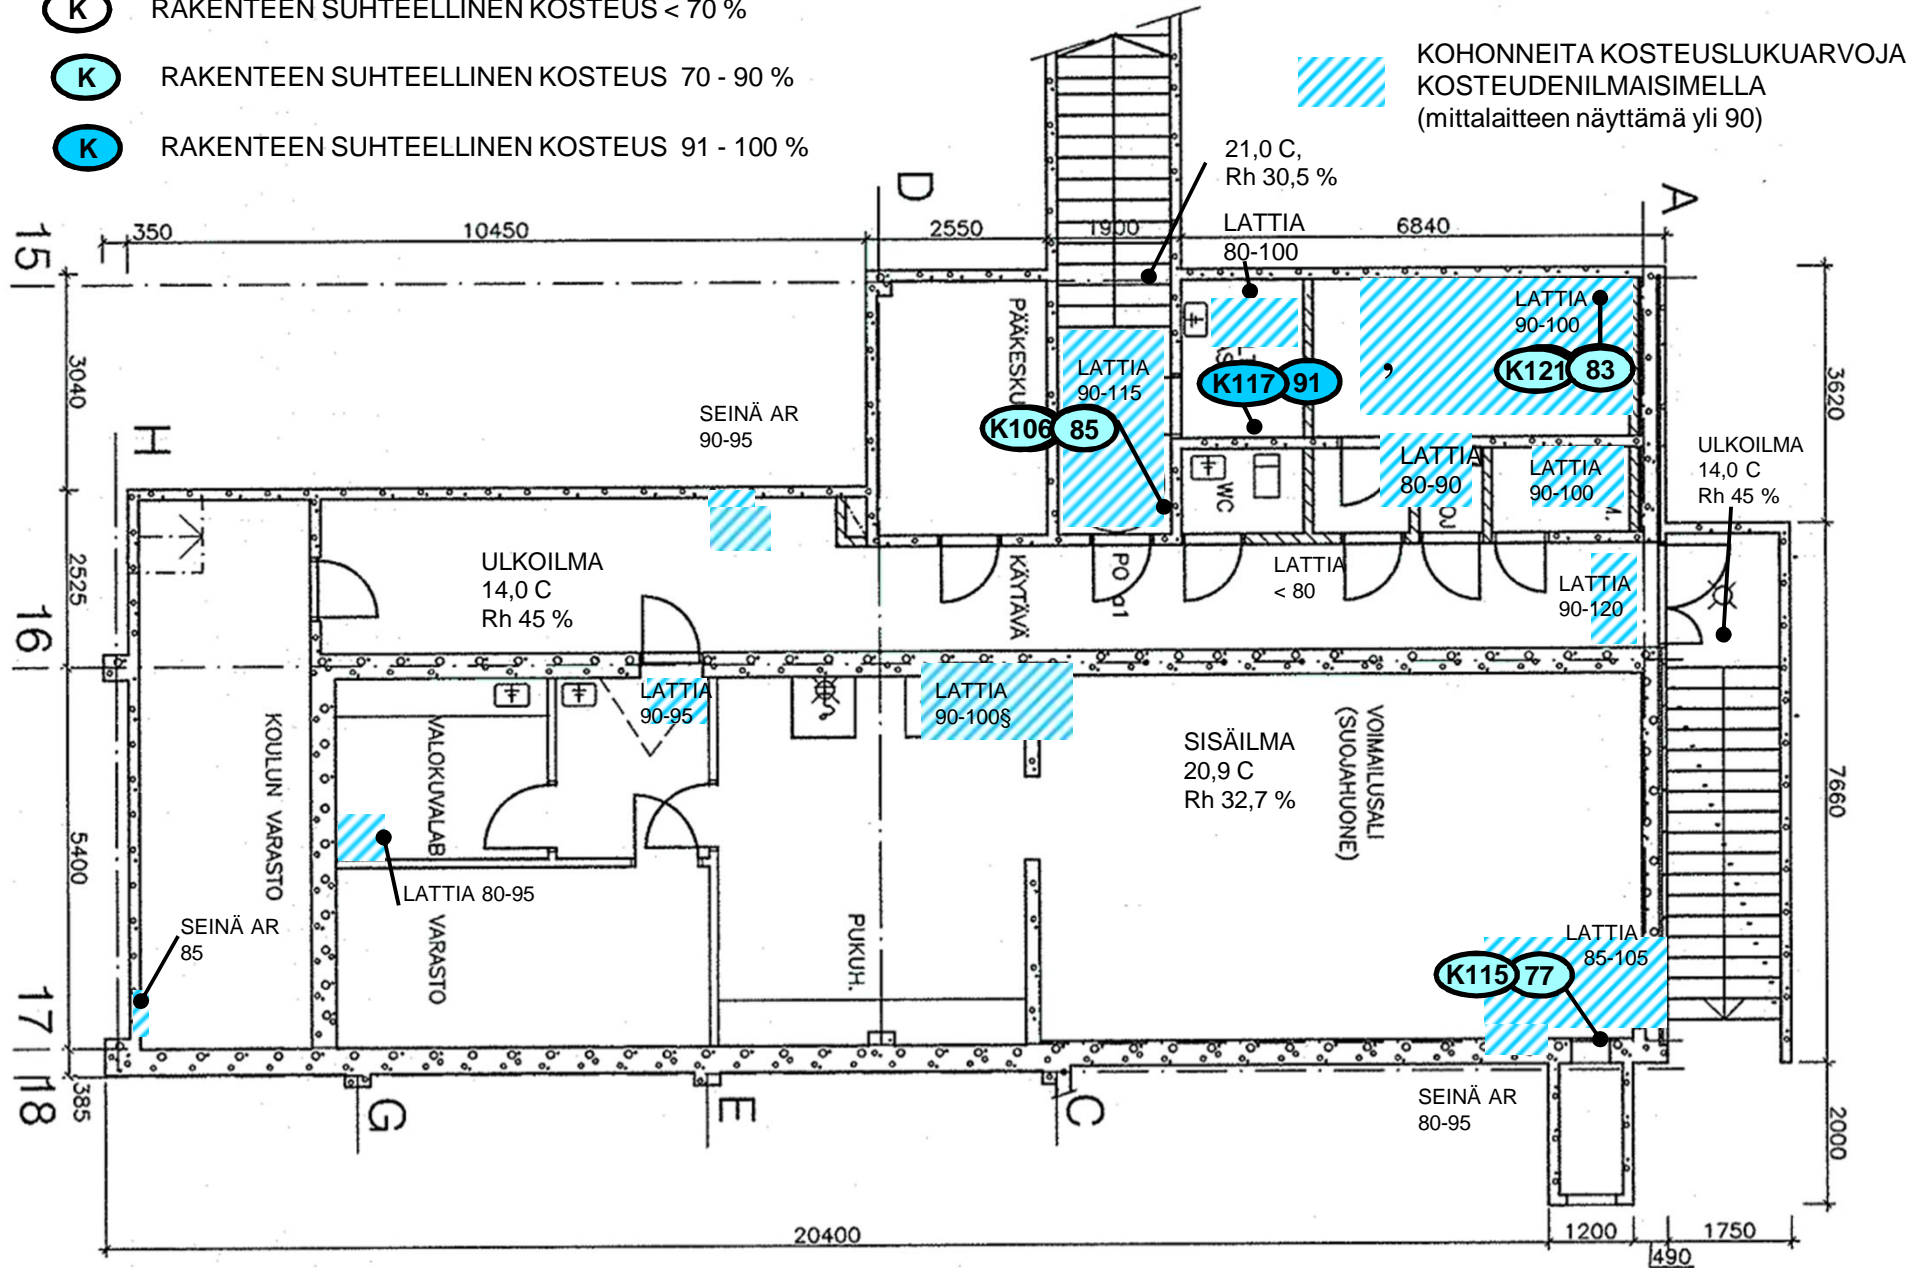 K RAKENTEEN SUHTEELLINEN KOSTEUS < 70 %
K RAKENTEEN SUHTEELLINEN KOSTEUS 70 - 90 %
K RAKENTEEN SUHTEELLINEN KOSTEUS 91 - 100 %
KOHONNEITA KOSTEUSLUKUARVOJA
KOSTEUDENILMAISIMELLA
(mittalaitteen näyttämä yli 90)
21,0 C,
Rh 30,5 %
D
A
15
350
10450
2550
1900
6840
LATTIA
80-100
LATTIA
90-100
K121 83
K117 91
LATTIA
90-115
K106 85
PÄÄKESKU
3040
3620
H
SEINÄ AR
90-95
ULKOILMA
14,0 C
Rh 45 %
LATTIA
80-90
LATTIA
90-100
WC
OJ
M.
2525
16
ULKOILMA
14,0 C
Rh 45 %
KÄYTÄVÄ
PO
a1
LATTIA
< 80
LATTIA
90-120
LATTIA
90-95
LATTIA
90-100§
KOULUN VARASTO
VALOKUVALAB
SISÄILMA
20,9 C
Rh 32,7 %
VOIMAILUSALI
(SUOJAHUONE)
7660
5400
LATTIA 80-95
VARASTO
PUKUH.
SEINÄ AR
85
LATTIA
85-105
K115 77
17
18
385
G
E
C
SEINÄ AR
80-95
2000
20400
1200
1750
490